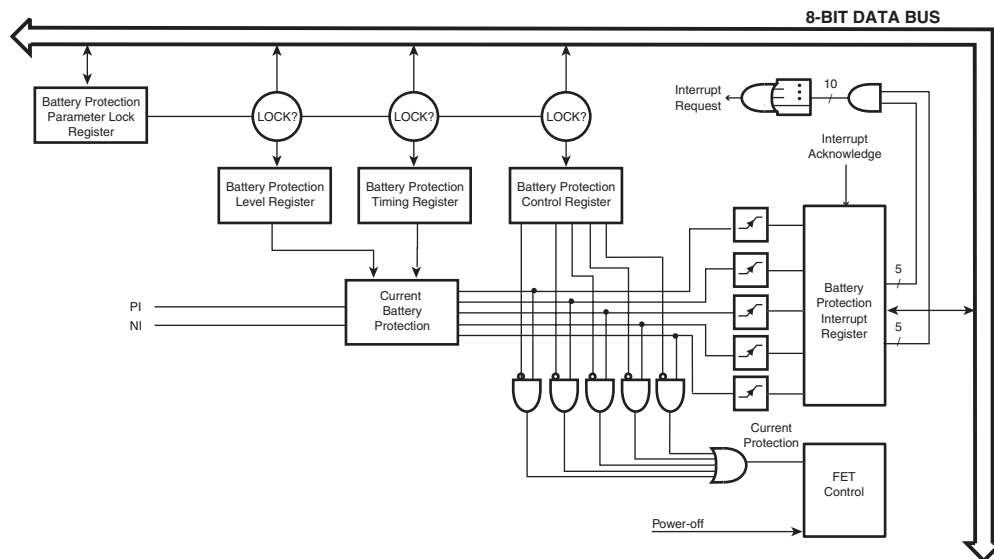 8-BIT DATA BUS
Battery Protection
Parameter Lock
Register
LOCK?
LOCK?
LOCK?
Interrupt
Request
10
Interrupt
Acknowledge
Battery Protection
Level Register
Battery Protection
Timing Register
Battery Protection
Control Register
5
Battery
Protection
Interrupt
Register
5
PI
NI
Current
Battery
Protection
Current
Protection
FET
Control
Power-off